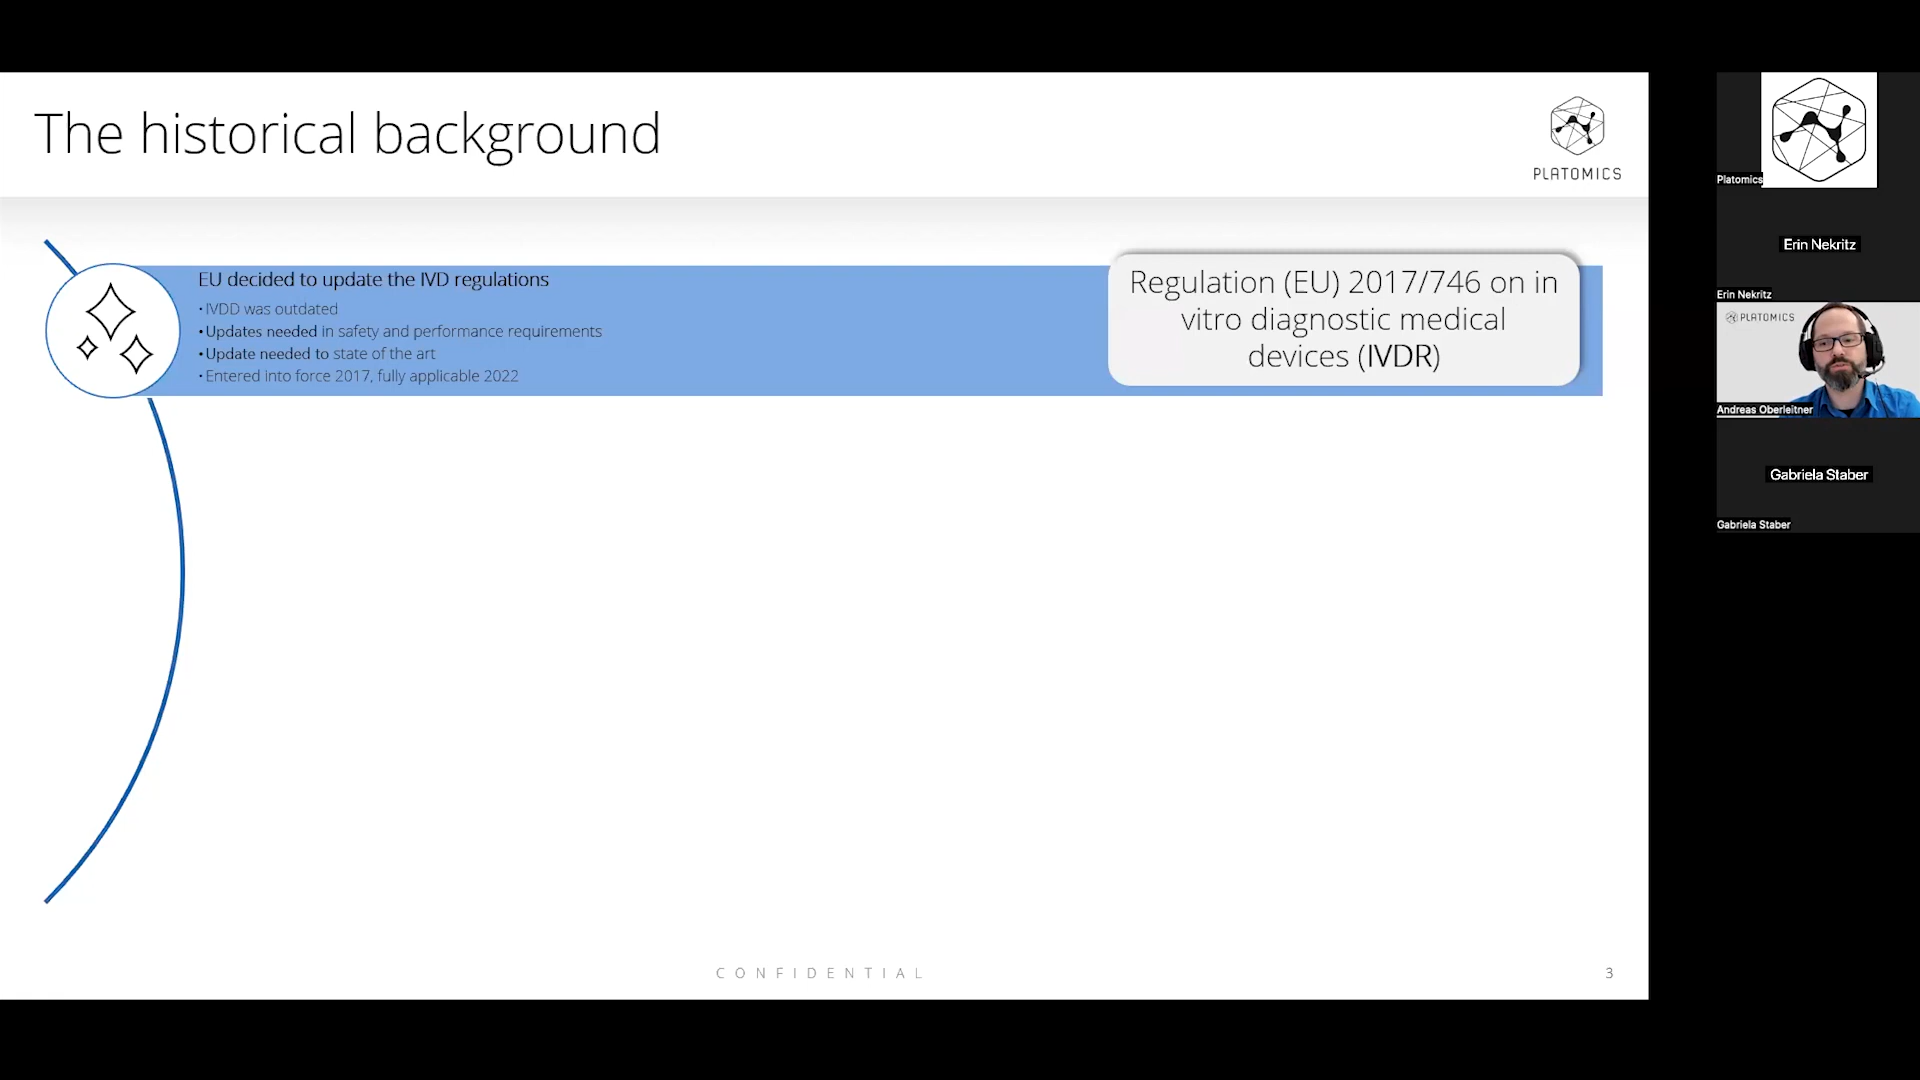 The historical background
PLATOMICS
EU decided to update the IVD regulations
•IVDD was outdated
•Updates needed in safety and performance requirements
•Update needed to state of the art
•Entered into force 2017, fully applicable 2022
Regulation (EU) 2017/746 on in
vitro diagnostic medical
devices (IVDR)
CONFIDENTIAL
3
Platomics
Erin Nekritz
Erin Nekritz
PLATOMICS
Andreas Oberleitner
Gabriela Staber
Gabriela Staber